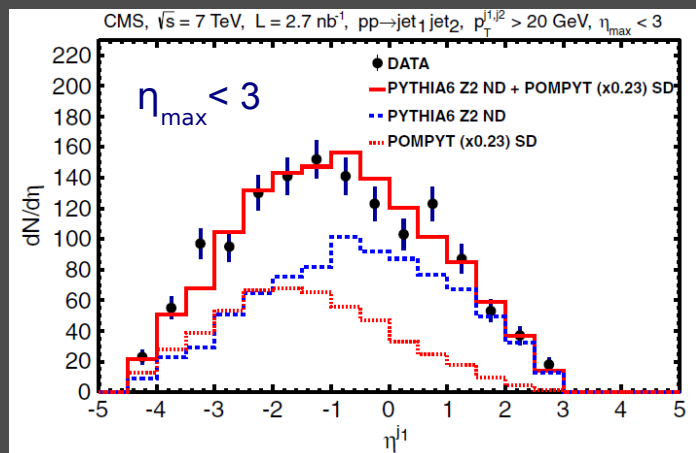 CMS, √s = 7 TeV, L = 2.7 nb⁻¹, pp→jet₁ jet₂, p_T^{j1,j2} > 20 GeV, η_max < 3
η_max < 3
DATA
PYTHIA6 Z2 ND + POMPYT (x0.23) SD
PYTHIA6 Z2 ND
POMPYT (x0.23) SD
dN/dη
220
200
180
160
140
120
100
80
60
40
20
0
-5 -4 -3 -2 -1 0 1 2 3 4 5
η^{j1}